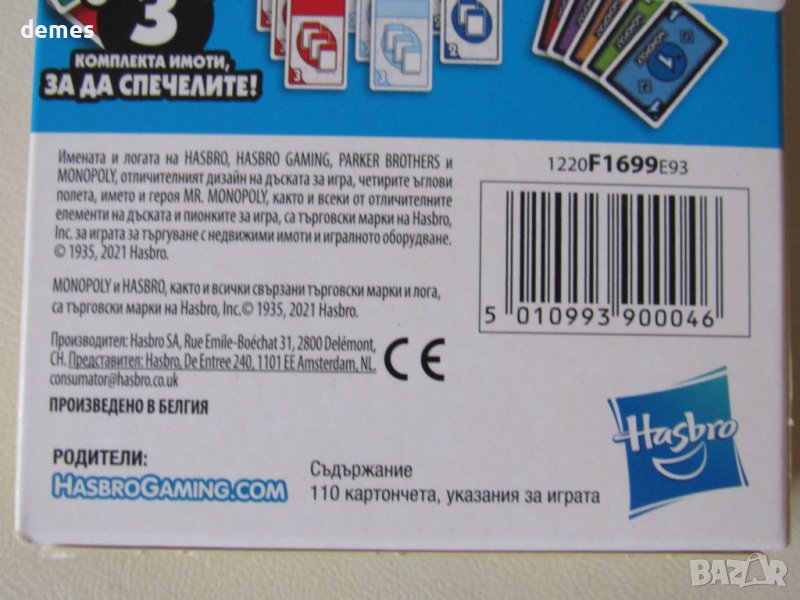 demes
3
КОМПЛЕКТА ИМОТИ,
ЗА ДА СПЕЧЕЛИТЕ!
3
3
2
1
Имената и логата на HASBRO, HASBRO GAMING, PARKER BROTHERS и
MONOPOLY, отличителният дизайн на дъската за игра, четирите ъглови
полета, името и героя MR. MONOPOLY, както и всеки от отличителните
елементи на дъската и пионките за игра, са търговски марки на Hasbro,
Inc. за играта за търгуване с недвижими имоти и игралното оборудване.
© 1935, 2021 Hasbro.
MONOPOLY и HASBRO, както и всички свързани търговски марки и лога,
са търговски марки на Hasbro, Inc.© 1935, 2021 Hasbro.
Производител: Hasbro SA, Rue Emile-Boéchat 31, 2800 Delémont,
CH. Представител: Hasbro, De Entree 240, 1101 EE Amsterdam, NL.
consumator@hasbro.co.uk
CE
ПРОИЗВЕДЕНО В БЕЛГИЯ
1220F1699E93
5 010993 900046
РОДИТЕЛИ:
HASBROGAMING.COM
Съдържание
110 картончета, указания за играта
Hasbro
BAZAR